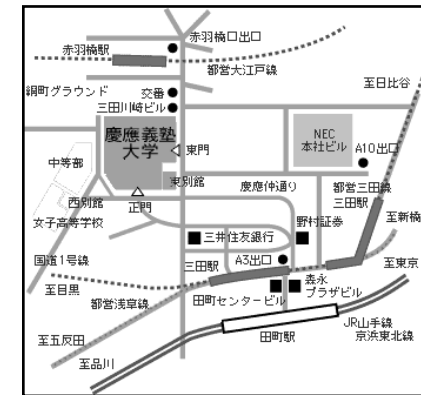 赤羽橋口出口
赤羽橋駅
都営大江戸線
至日比谷
綱町グラウンド
交番
三田川崎ビル
慶應義塾
大学
東門
NEC
本社ビル
A10出口
中等部
東別館
慶應仲通り
都営三田線
三田駅
西別館
正門
女子高等学校
野村証券
至新橋
三井住友銀行
国道1号線
三田駅
A3出口
至東京
至目黒
森永
プラザビル
都営浅草線
田町センタービル
至五反田
田町駅
JR山手線
京浜東北線
至品川